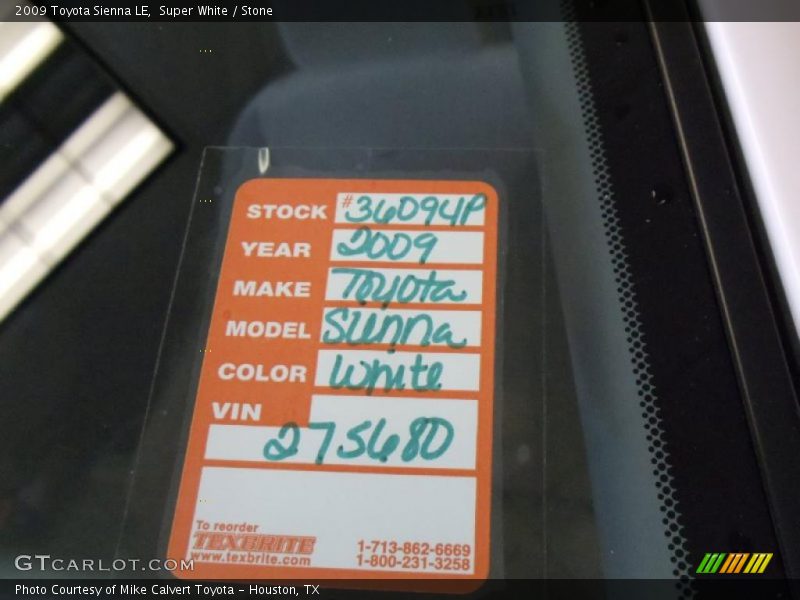 2009 Toyota Sienna LE,  Super White / Stone
STOCK #36094P
YEAR 2009
MAKE Toyota
MODEL Sienna
COLOR White
VIN
275680
To reorder
TEXBRITE
www.texbrite.com
1-713-862-6669
1-800-231-3258
GTCARLOT.COM
Photo Courtesy of Mike Calvert Toyota - Houston, TX